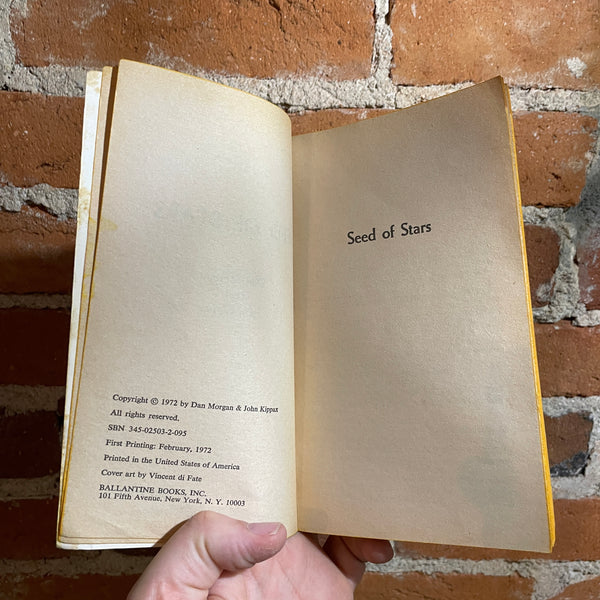 Copyright © 1972 by Dan Morgan & John Kippax
All rights reserved.
SBN 345-02503-2-095
First Printing: February, 1972
Printed in the United States of America
Cover art by Vincent di Fate
BALLANTINE BOOKS, INC.
101 Fifth Avenue, New York, N. Y. 10003
Seed of Stars